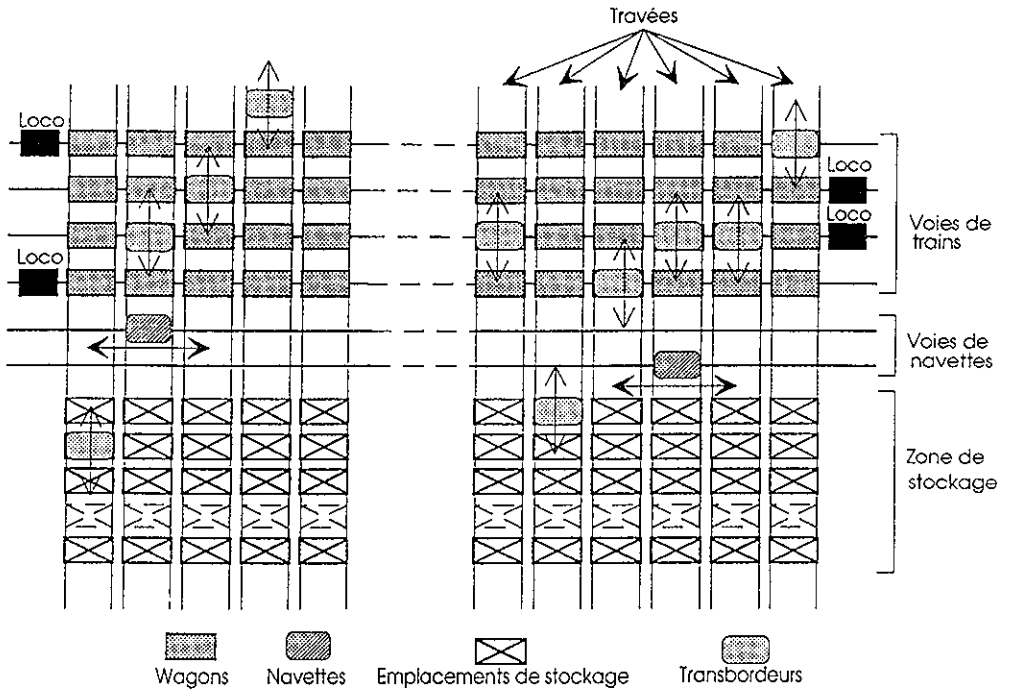 Travées
Loco
Loco
Loco
Loco
Voies de
trains
Voies de
navettes
Zone de
stockage
Wagons
Navettes
Emplacements de stockage
Transbordeurs